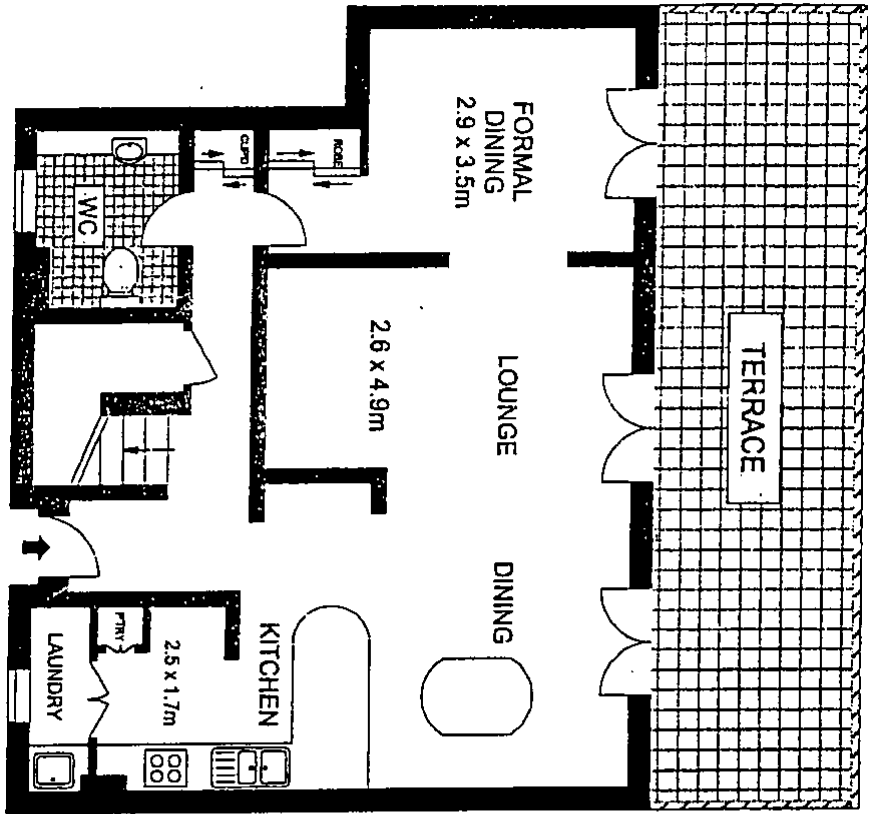 FORMAL
DINING
2.9 x 3.5m
ROBE
CUPD
WC
TERRACE
LOUNGE
2.6 x 4.9m
DINING
KITCHEN
2.5 x 1.7m
P'TRY
LAUNDRY